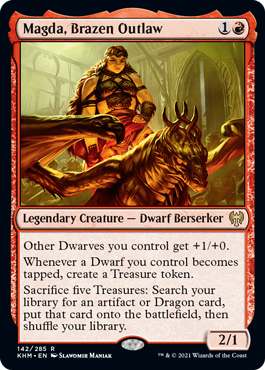 Magda, Brazen Outlaw 1
Legendary Creature — Dwarf Berserker
Other Dwarves you control get +1/+0.
Whenever a Dwarf you control becomes
tapped, create a Treasure token.
Sacrifice five Treasures: Search your
library for an artifact or Dragon card,
put that card onto the battlefield, then
shuffle your library.
2/1
142/285 R
KHM • EN SLAWOMIR MANIAK ™ & © 2021 Wizards of the Coast